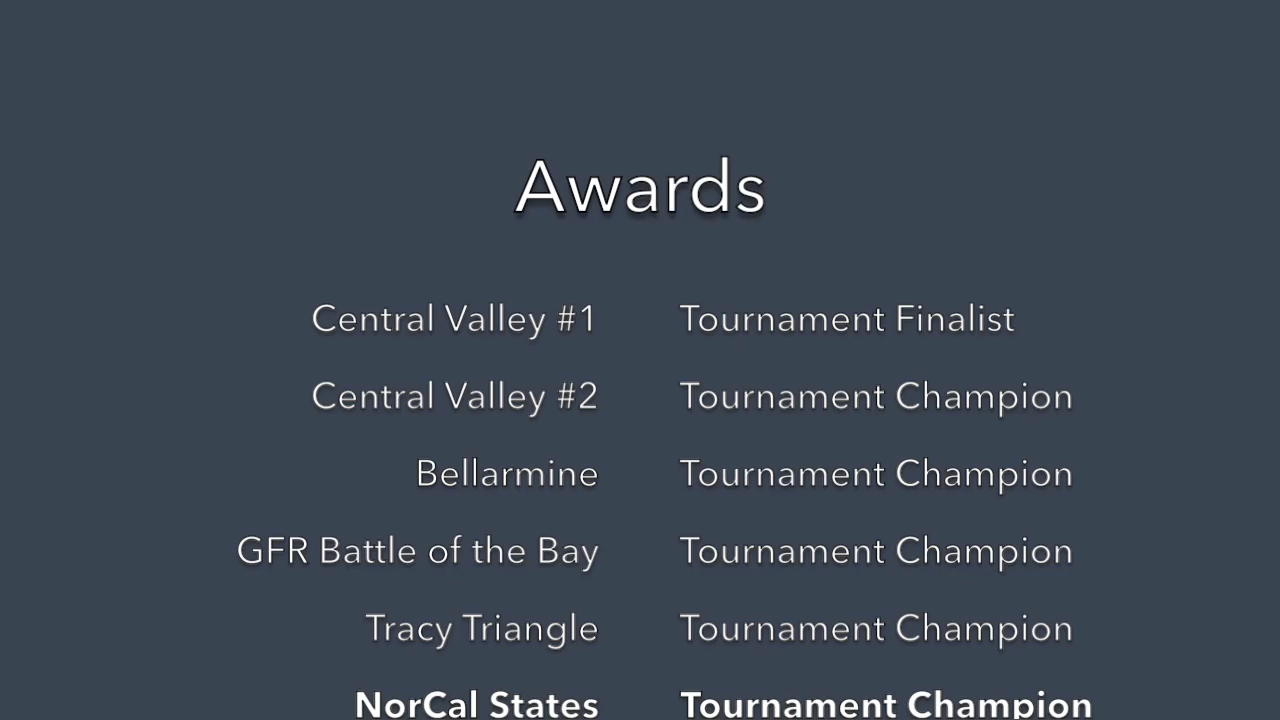 Awards
Central Valley #1 Tournament Finalist
Central Valley #2 Tournament Champion
Bellarmine Tournament Champion
GFR Battle of the Bay Tournament Champion
Tracy Triangle Tournament Champion
NorCal States Tournament Champion